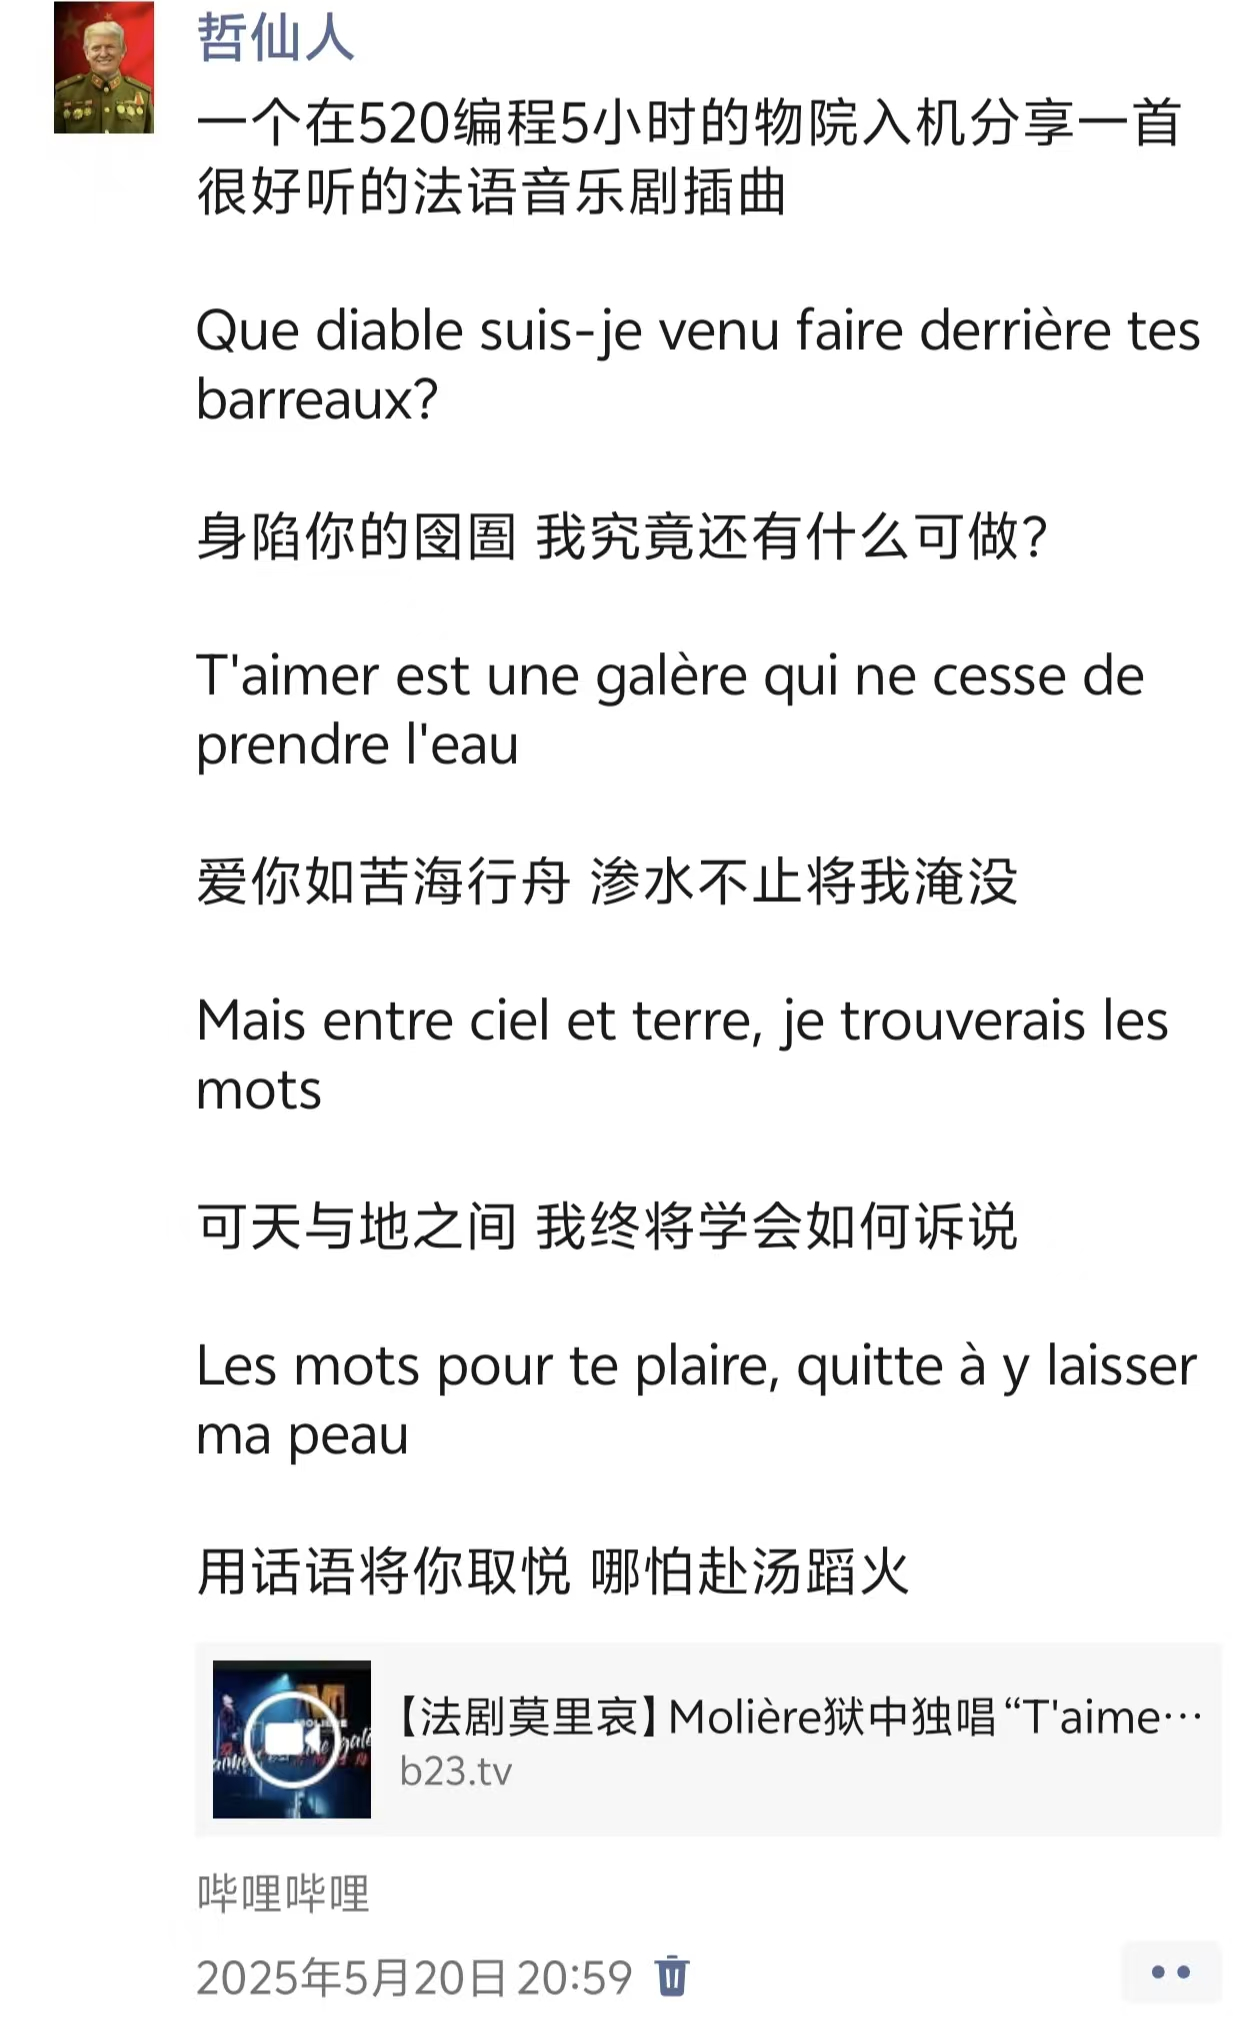 哲仙人
一个在520编程5小时的物院入机分享一首
很好听的法语音乐剧插曲
Que diable suis-je venu faire derrière tes
barreaux?
身陷你的囹圄 我究竟还有什么可做?
T'aimer est une galère qui ne cesse de
prendre l'eau
爱你如苦海行舟 渗水不止将我淹没
Mais entre ciel et terre, je trouverais les
mots
可天与地之间 我终将学会如何诉说
Les mots pour te plaire, quitte à y laisser
ma peau
用话语将你取悦 哪怕赴汤蹈火
【法剧莫里哀】Molière狱中独唱“T'aime…
b23.tv
哔哩哔哩
2025年5月20日 20:59